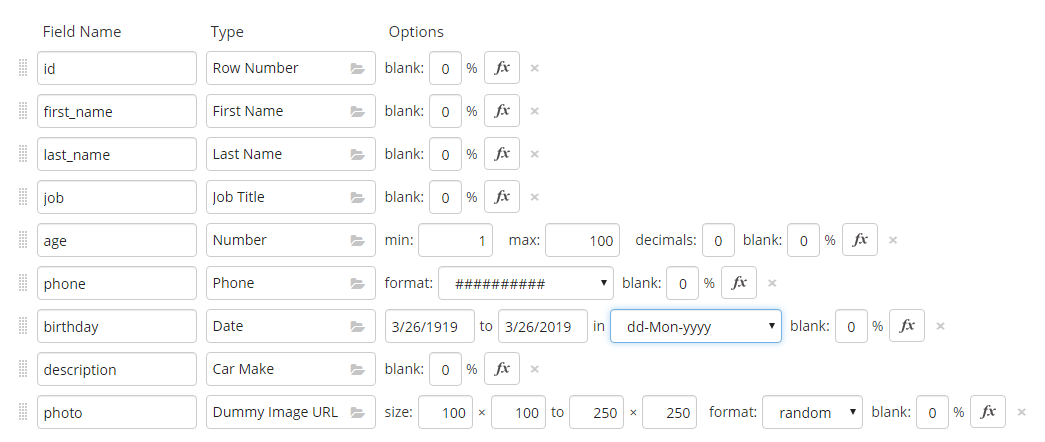 Field Name Type Options
id Row Number blank: 0 % fx ×
first_name First Name blank: 0 % fx ×
last_name Last Name blank: 0 % fx ×
job Job Title blank: 0 % fx ×
age Number min: 1 max: 100 decimals: 0 blank: 0 % fx ×
phone Phone format: ########## blank: 0 % fx ×
birthday Date 3/26/1919 to 3/26/2019 in dd-Mon-yyyy blank: 0 % fx ×
description Car Make blank: 0 % fx ×
photo Dummy Image URL size: 100 × 100 to 250 × 250 format: random blank: 0 % fx ×